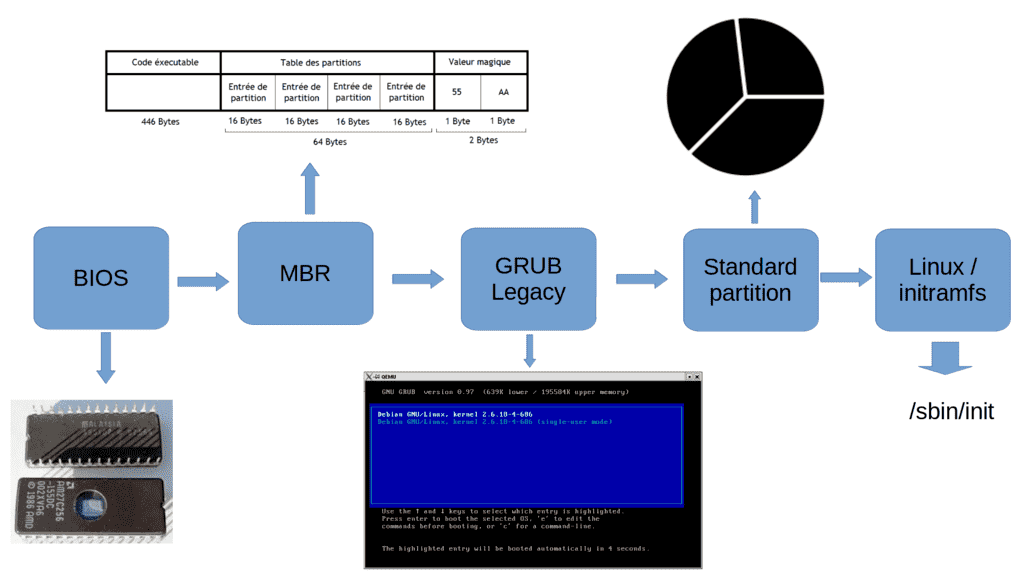 Code éxecutable
Table des partitions
Valeur magique
Entrée de
partition
Entrée de
partition
Entrée de
partition
Entrée de
partition
55
AA
446 Bytes
16 Bytes
16 Bytes
16 Bytes
16 Bytes
1 Byte
1 Byte
64 Bytes
2 Bytes
BIOS
MBR
GRUB
Legacy
Standard
partition
Linux /
initramfs
/sbin/init
AM27C256
-155DC
© 1986 AMD
QEMU
GNU GRUB version 0.97 (639K lower / 195584K upper memory)
Debian GNU/Linux, kernel 2.6.18-4-686
Debian GNU/Linux, kernel 2.6.18-4-686 (single-user mode)
Use the ↑ and ↓ keys to select which entry is highlighted.
Press enter to boot the selected OS, 'e' to edit the
commands before booting, or 'c' for a command-line.
The highlighted entry will be booted automatically in 4 seconds.